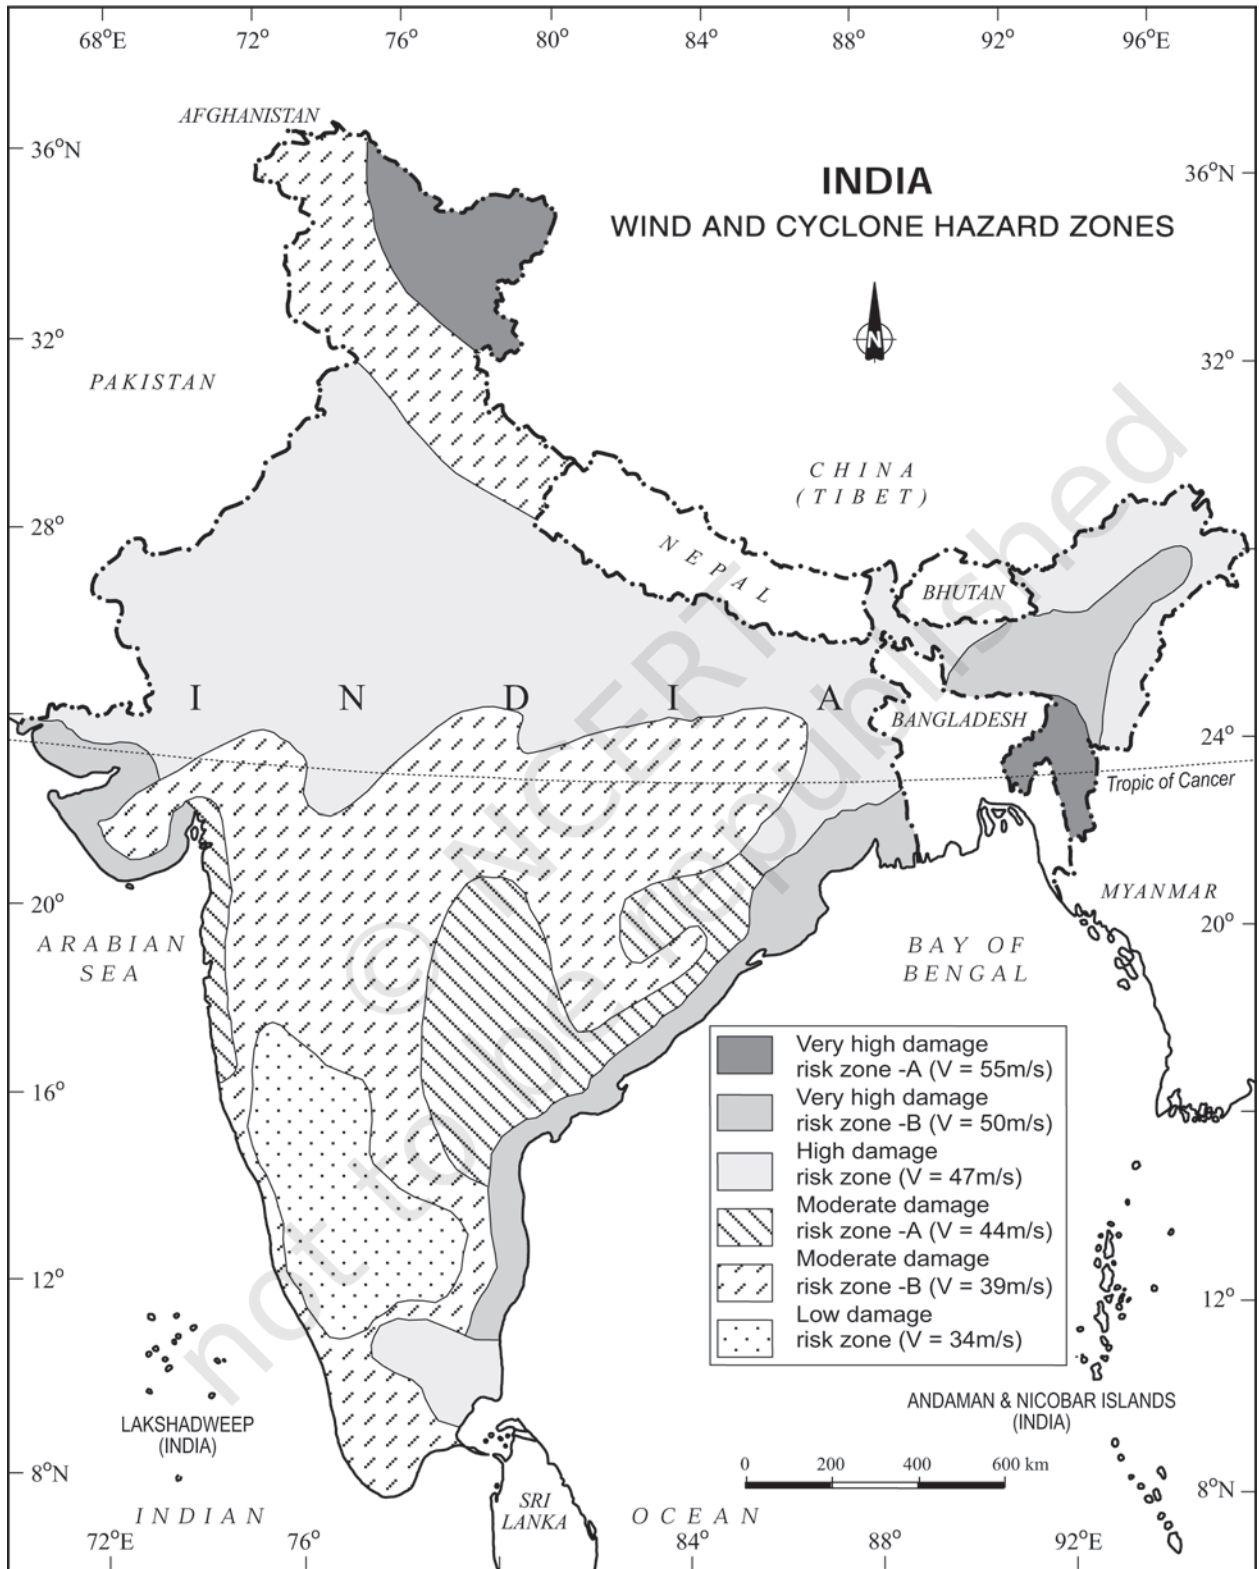 68°E 72° 76° 80° 84° 88° 92° 96°E
AFGHANISTAN
36°N
36°N
INDIA
WIND AND CYCLONE HAZARD ZONES
N
32°
32°
PAKISTAN
CHINA
(TIBET)
28°
NEPAL
BHUTAN
I N D I A
BANGLADESH
24°
Tropic of Cancer
MYANMAR
20°
20°
ARABIAN
SEA
BAY OF
BENGAL
© NCERT
not to be republished
Very high damage
risk zone -A (V = 55m/s)
Very high damage
risk zone -B (V = 50m/s)
High damage
risk zone (V = 47m/s)
Moderate damage
risk zone -A (V = 44m/s)
Moderate damage
risk zone -B (V = 39m/s)
Low damage
risk zone (V = 34m/s)
16°
12°
12°
LAKSHADWEEP
(INDIA)
ANDAMAN & NICOBAR ISLANDS
(INDIA)
0 200 400 600 km
8°N
8°N
INDIAN
SRI
LANKA
OCEAN
72°E 76° 84° 88° 92°E